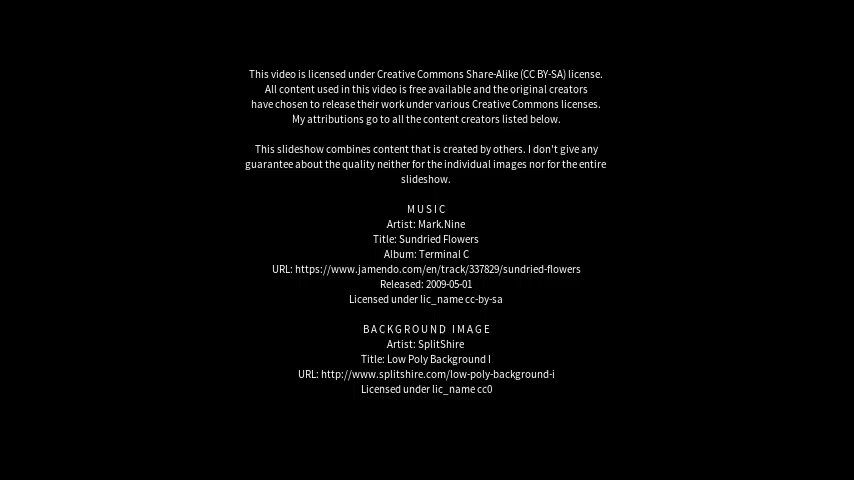 This video is licensed under Creative Commons Share-Alike (CC BY-SA) license.
All content used in this video is free available and the original creators
have chosen to release their work under various Creative Commons licenses.
My attributions go to all the content creators listed below.
This slideshow combines content that is created by others. I don't give any
guarantee about the quality neither for the individual images nor for the entire
slideshow.
MUSIC
Artist: Mark.Nine
Title: Sundried Flowers
Album: Terminal C
URL: https://www.jamendo.com/en/track/337829/sundried-flowers
Released: 2009-05-01
Licensed under lic_name cc-by-sa
BACKGROUND IMAGE
Artist: SplitShire
Title: Low Poly Background I
URL: http://www.splitshire.com/low-poly-background-i
Licensed under lic_name cc0